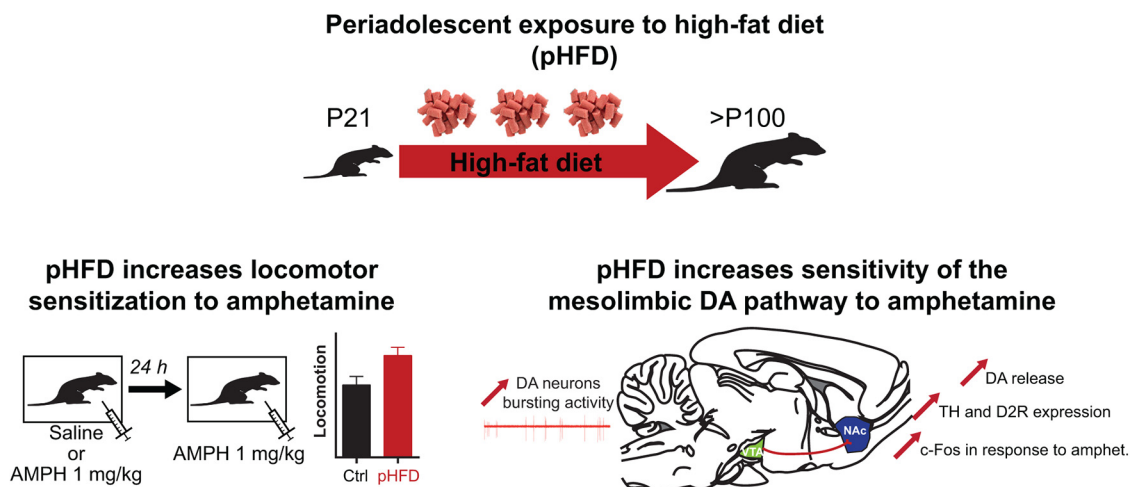 Periadolescent exposure to high-fat diet
(pHFD)
P21
>P100
High-fat diet
pHFD increases locomotor
sensitization to amphetamine
24 h
Saline
or
AMPH 1 mg/kg
AMPH 1 mg/kg
Locomotion
Ctrl
pHFD
pHFD increases sensitivity of the
mesolimbic DA pathway to amphetamine
DA neurons
bursting activity
VTA
NAc
DA release
TH and D2R expression
c-Fos in response to amphet.